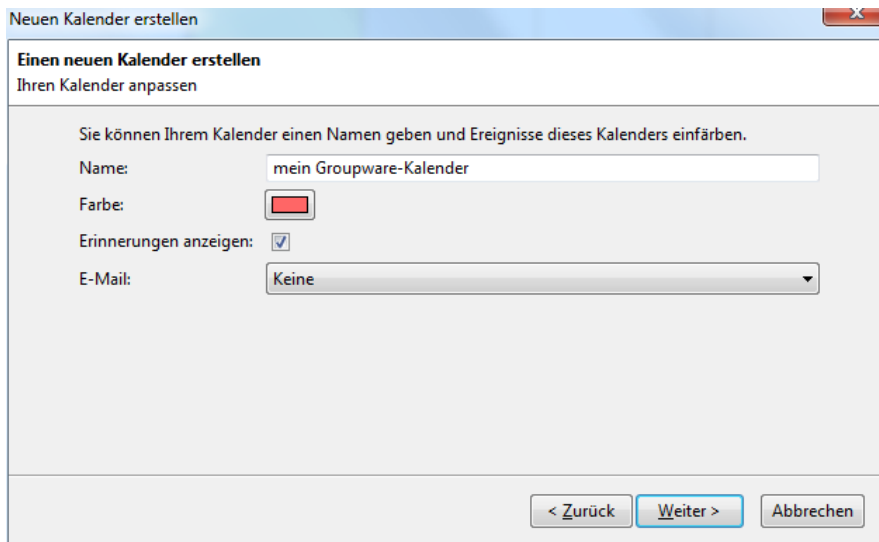 Neuen Kalender erstellen
Einen neuen Kalender erstellen
Ihren Kalender anpassen
Sie können Ihrem Kalender einen Namen geben und Ereignisse dieses Kalenders einfärben.
Name: mein Groupware-Kalender
Farbe:
Erinnerungen anzeigen:
E-Mail: Keine
< Zurück Weiter > Abbrechen